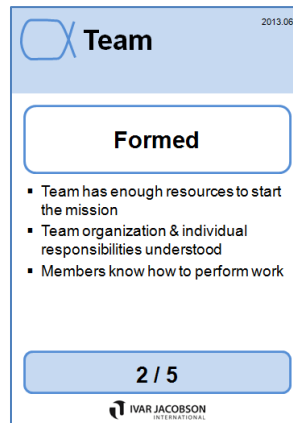 2013.06
Team
Formed
▪ Team has enough resources to start
the mission
▪ Team organization & individual
responsibilities understood
▪ Members know how to perform work
2 / 5
IVAR JACOBSON
INTERNATIONAL